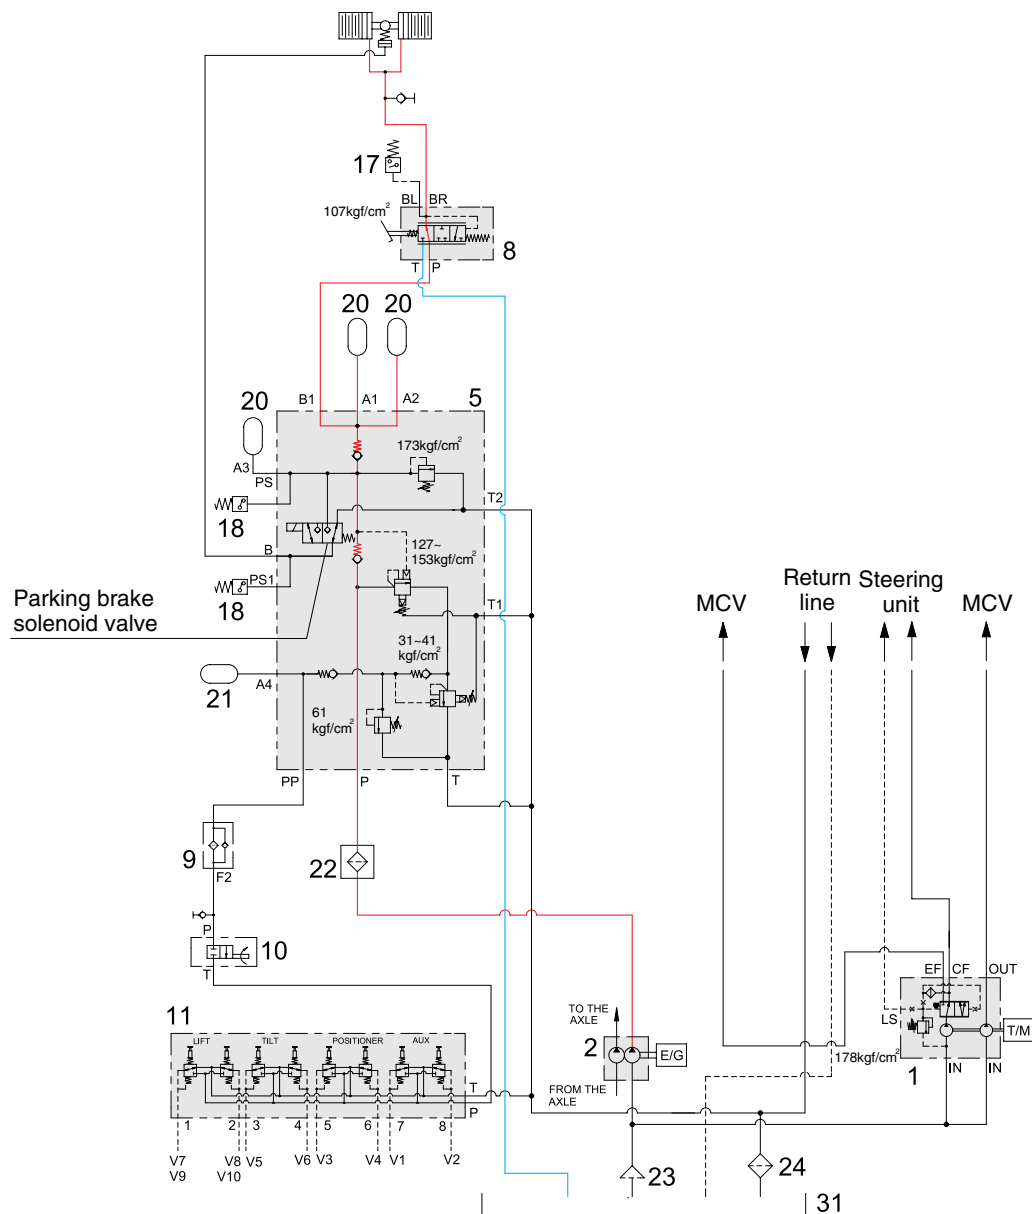 17
BL BR
107kgf/cm²
8
T P
20 20
B1 A1 A2 5
20
173kgf/cm²
A3
PS
T2
18
127~
153kgf/cm²
B
PS1
T1
18
Parking brake
solenoid valve
31~41
kgf/cm²
21
A4
61
kgf/cm²
PP P T
9
F2
22
P
10
T
11
LIFT TILT POSITIONER AUX
T
P
1 2 3 4 5 6 7 8
V7 V8 V5 V6 V3 V4 V1 V2
V9 V10
TO THE
AXLE
2
E/G
FROM THE
AXLE
23
24
31
MCV
Return
line
Steering
unit
MCV
EF CF OUT
LS
T/M
178kgf/cm²
1
IN IN